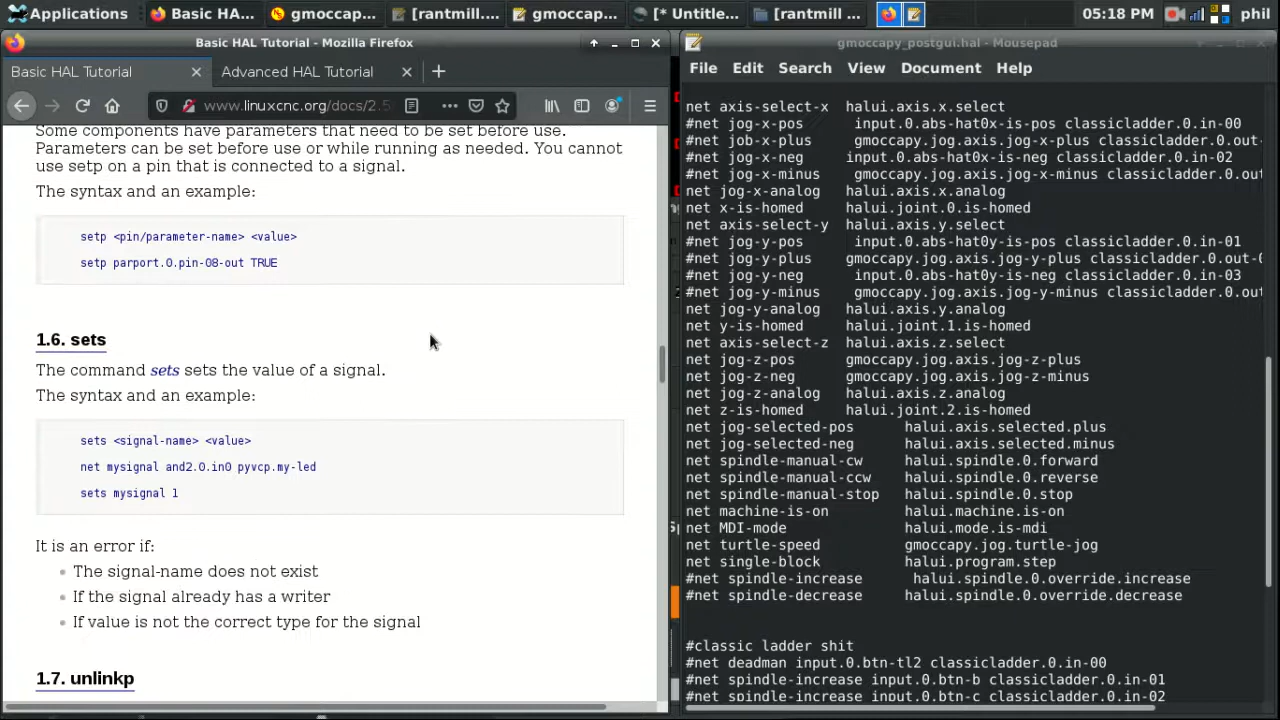 Applications
Basic HA...
gmoccap...
[rantmill....
gmoccap...
[* Untitle...
[rantmill ...
05:18 PM
phil
Basic HAL Tutorial - Mozilla Firefox
Basic HAL Tutorial
Advanced HAL Tutorial
www.linuxcnc.org/docs/2.5
Some components have parameters that need to be set before use.
Parameters can be set before use or while running as needed. You cannot
use setp on a pin that is connected to a signal.
The syntax and an example:
setp <pin/parameter-name> <value>
setp parport.0.pin-08-out TRUE
1.6. sets
The command sets sets the value of a signal.
The syntax and an example:
sets <signal-name> <value>
net mysignal and2.0.in0 pyvcp.my-led
sets mysignal 1
It is an error if:
The signal-name does not exist
If the signal already has a writer
If value is not the correct type for the signal
1.7. unlinkp
gmoccapy_postgui.hal - Mousepad
File Edit Search View Document Help
net axis-select-x halui.axis.x.select
#net jog-x-pos input.0.abs-hat0x-is-pos classicladder.0.in-00
#net job-x-plus gmoccapy.jog.axis.jog-x-plus classicladder.0.out-
#net jog-x-neg input.0.abs-hat0x-is-neg classicladder.0.in-02
#net jog-x-minus gmoccapy.jog.axis.jog-x-minus classicladder.0.out
net jog-x-analog halui.axis.x.analog
net x-is-homed halui.joint.0.is-homed
net axis-select-y halui.axis.y.select
#net jog-y-pos input.0.abs-hat0y-is-pos classicladder.0.in-01
#net jog-y-plus gmoccapy.jog.axis.jog-y-plus classicladder.0.out-0
#net jog-y-neg input.0.abs-hat0y-is-neg classicladder.0.in-03
#net jog-y-minus gmoccapy.jog.axis.jog-y-minus classicladder.0.out
net jog-y-analog halui.axis.y.analog
net y-is-homed halui.joint.1.is-homed
net axis-select-z halui.axis.z.select
net jog-z-pos gmoccapy.jog.axis.jog-z-plus
net jog-z-neg gmoccapy.jog.axis.jog-z-minus
net jog-z-analog halui.axis.z.analog
net z-is-homed halui.joint.2.is-homed
net jog-selected-pos halui.axis.selected.plus
net jog-selected-neg halui.axis.selected.minus
net spindle-manual-cw halui.spindle.0.forward
net spindle-manual-ccw halui.spindle.0.reverse
net spindle-manual-stop halui.spindle.0.stop
net machine-is-on halui.machine.is-on
net MDI-mode halui.mode.is-mdi
net turtle-speed gmoccapy.jog.turtle-jog
net single-block halui.program.step
#net spindle-increase halui.spindle.0.override.increase
#net spindle-decrease halui.spindle.0.override.decrease
#classic ladder shit
#net deadman input.0.btn-tl2 classicladder.0.in-00
#net spindle-increase input.0.btn-b classicladder.0.in-01
#net spindle-increase input.0.btn-c classicladder.0.in-02